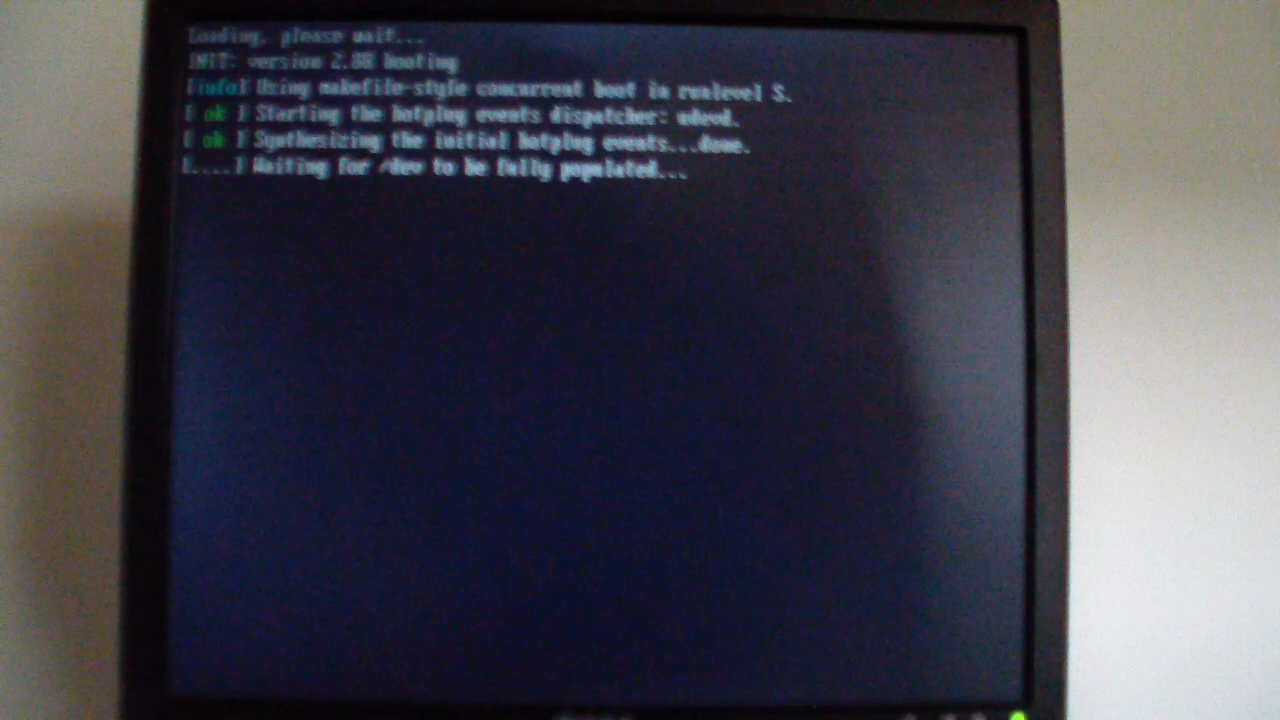 Loading, please wait...
INIT: version 2.88 booting
[info] Using makefile-style concurrent boot in runlevel S.
[ ok ] Starting the hotplug events dispatcher: udevd.
[ ok ] Synthesizing the initial hotplug events...done.
[....] Waiting for /dev to be fully populated...